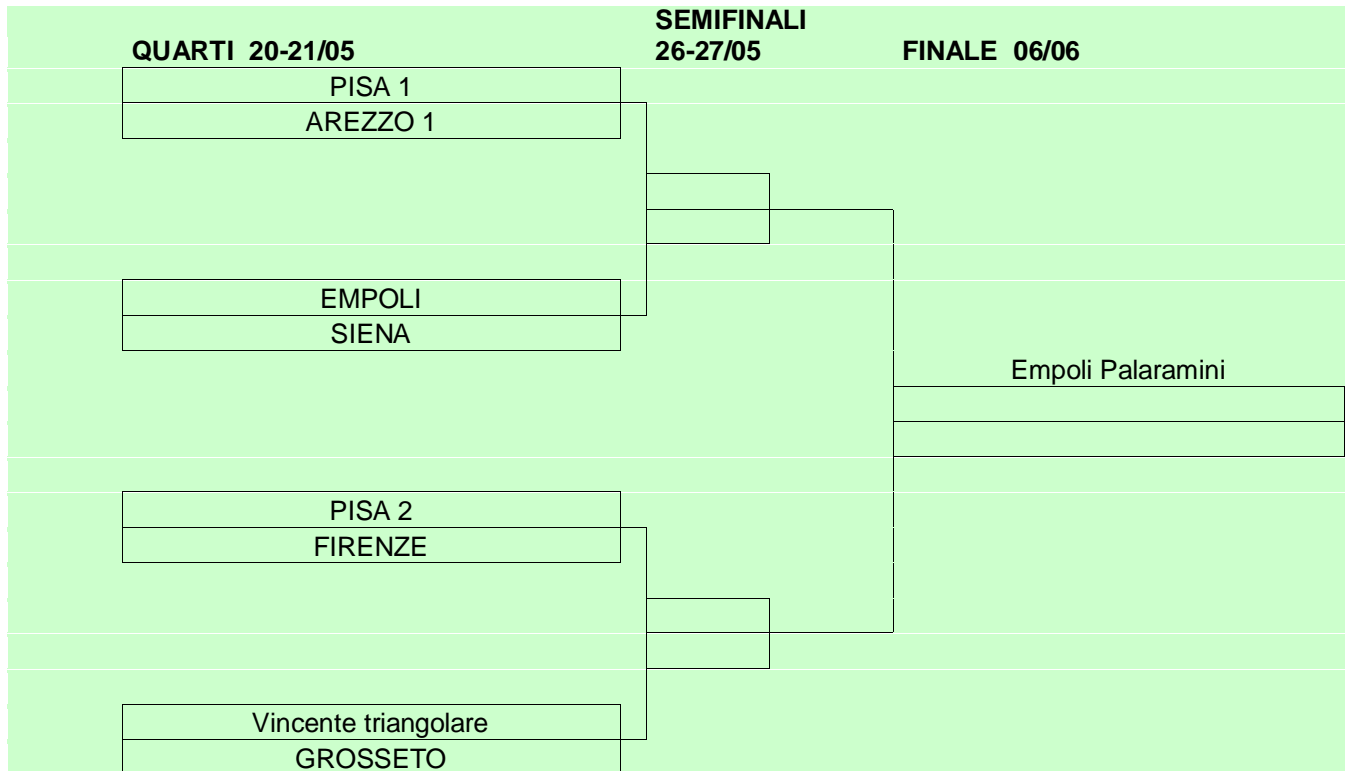 SEMIFINALI
QUARTI 20-21/05 26-27/05 FINALE 06/06
PISA 1
AREZZO 1
EMPOLI
SIENA
Empoli Palaramini
PISA 2
FIRENZE
Vincente triangolare
GROSSETO